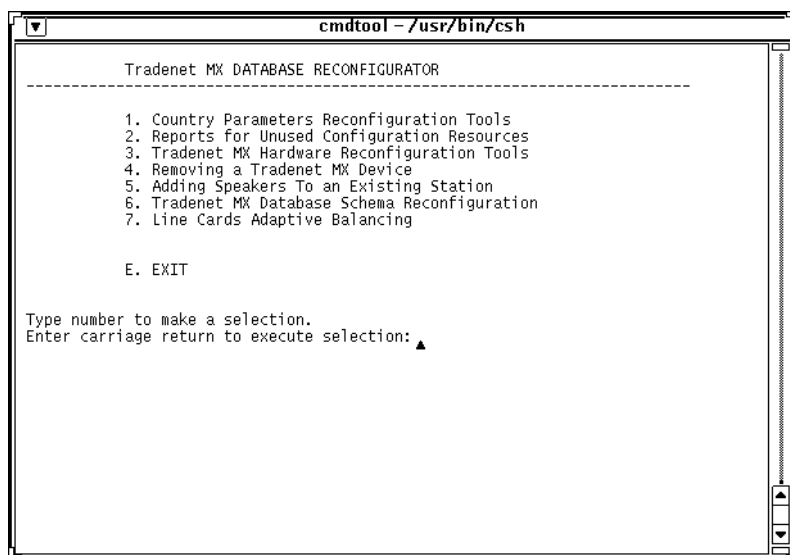 cmdtool – /usr/bin/csh
Tradenet MX DATABASE RECONFIGURATOR
--------------------------------------------------------------------------
1. Country Parameters Reconfiguration Tools
2. Reports for Unused Configuration Resources
3. Tradenet MX Hardware Reconfiguration Tools
4. Removing a Tradenet MX Device
5. Adding Speakers To an Existing Station
6. Tradenet MX Database Schema Reconfiguration
7. Line Cards Adaptive Balancing
E. EXIT
Type number to make a selection.
Enter carriage return to execute selection: